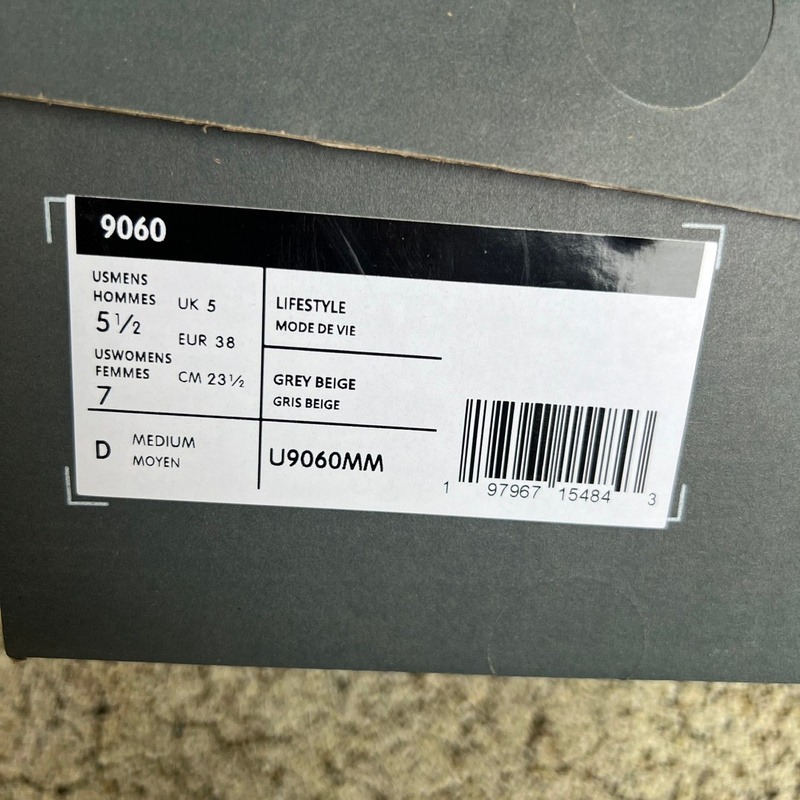 9060
USMENS
HOMMES
5½
UK 5
EUR 38
USWOMENS
FEMMES
7
CM 23½
D
MEDIUM
MOYEN
LIFESTYLE
MODE DE VIE
GREY BEIGE
GRIS BEIGE
U9060MM
1 97967 15484 3